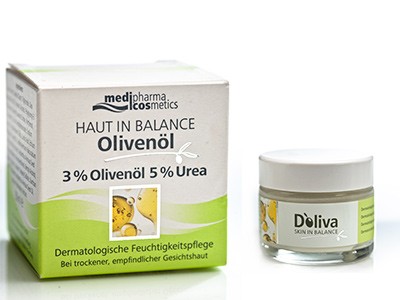 medipharma
cosmetics
HAUT IN BALANCE
Olivenöl
3 % Olivenöl 5 % Urea
Dermatologische Feuchtigkeitspflege
Bei trockener, empfindlicher Gesichtshaut
D'oliva
SKIN IN BALANCE